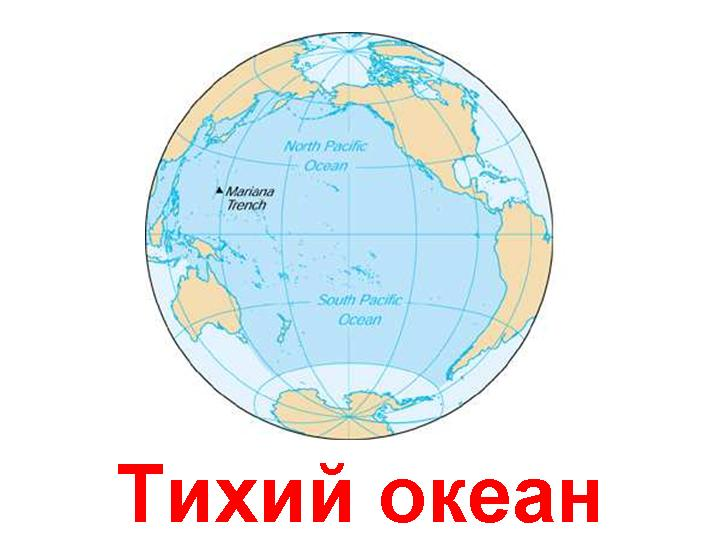 North Pacific
Ocean
Mariana
Trench
South Pacific
Ocean
Тихий океан